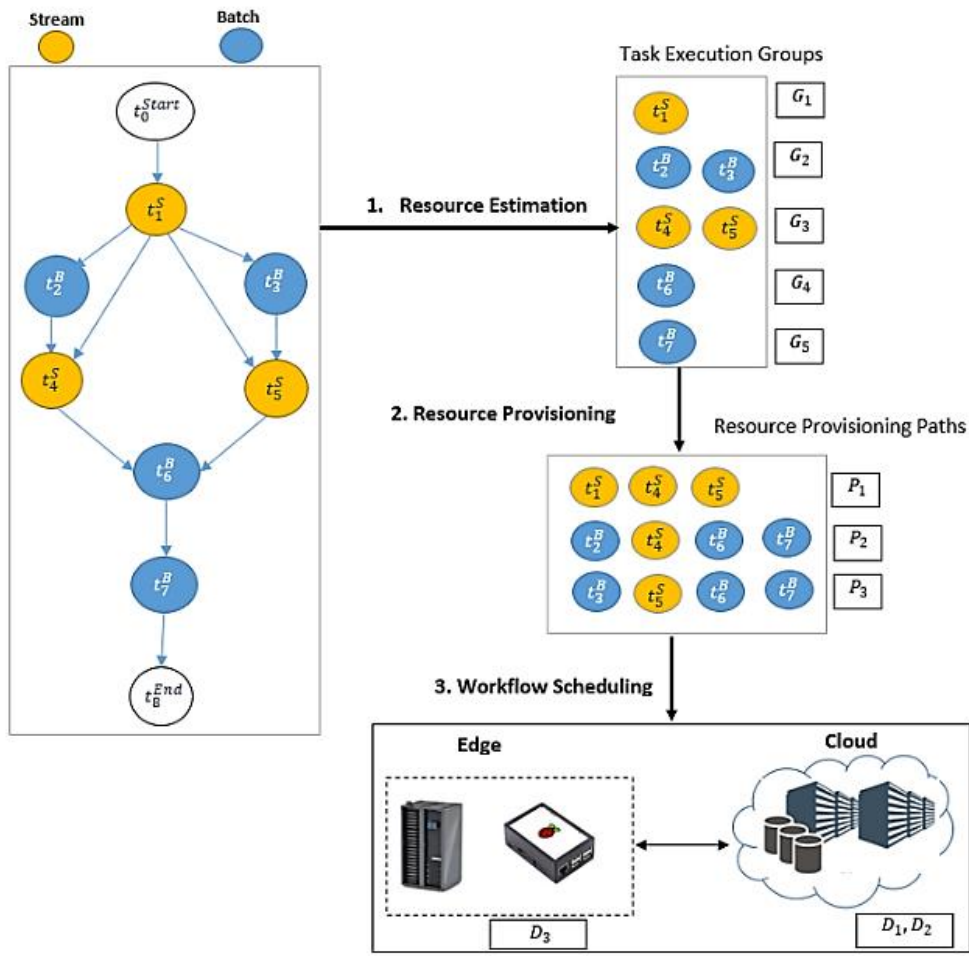 Stream
Batch
t_0^{Start}
t_1^S
t_2^B
t_3^B
t_4^S
t_5^S
t_6^B
t_7^B
t_8^{End}
1. Resource Estimation
Task Execution Groups
t_1^S G_1
t_2^B t_3^B G_2
t_4^S t_5^S G_3
t_6^B G_4
t_7^B G_5
2. Resource Provisioning
Resource Provisioning Paths
t_1^S t_4^S t_5^S P_1
t_2^B t_4^S t_6^B t_7^B P_2
t_3^B t_5^S t_6^B t_7^B P_3
3. Workflow Scheduling
Edge
Cloud
D_3
D_1, D_2